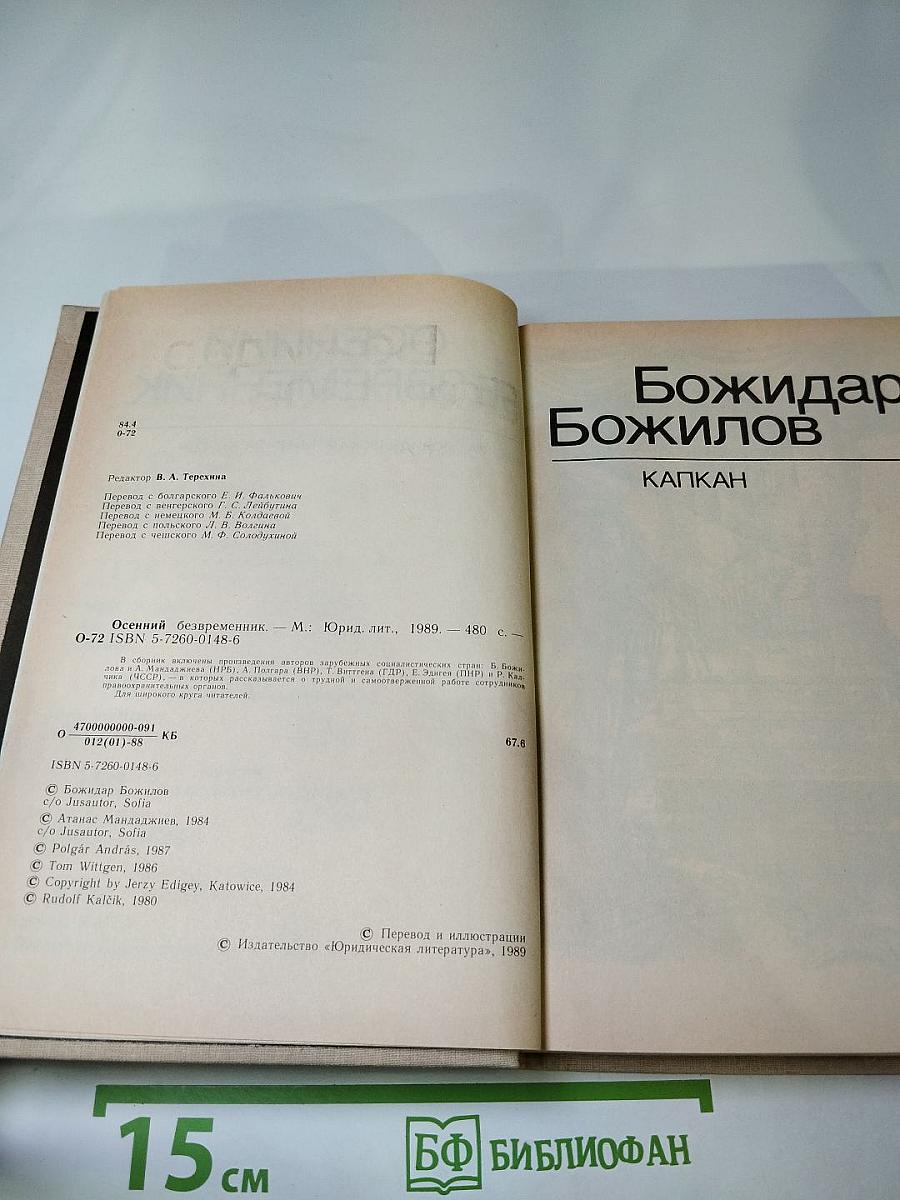 84.4
О-72
Редактор В. А. Терехина
Перевод с болгарского Е. И. Фалькович
Перевод с венгерского Г. С. Лейбутина
Перевод с немецкого М. Б. Колдаевой
Перевод с польского Л. В. Волгина
Перевод с чешского М. Ф. Солодухиной
Осенний безвременник. — М.: Юрид. лит., 1989. — 480 с. —
О-72 ISBN 5-7260-0148-6
В сборник включены произведения авторов зарубежных социалистических стран: Б. Божи-
лова и А. Мандаджиева (НРБ), А. Полгара (ВНР), Т. Виттгена (ГДР), Е. Эдигея (ПНР) и Р. Кал-
чика (ЧССР), — в которых рассказывается о трудной и самоотверженной работе сотрудников
правоохранительных органов.
Для широкого круга читателей.
О 4700000000-091
012(01)-88 КБ
67.6
ISBN 5-7260-0148-6
© Божидар Божилов
c/o Jusautor, Sofia
© Атанас Мандаджиев, 1984
c/o Jusautor, Sofia
© Polgár András, 1987
© Tom Wittgen, 1986
© Copyright by Jerzy Edigey, Katowice, 1984
© Rudolf Kalčik, 1980
© Перевод и иллюстрации
© Издательство «Юридическая литература», 1989
Божидар
Божилов
КАПКАН
15 см
БФ БИБЛИОФАН